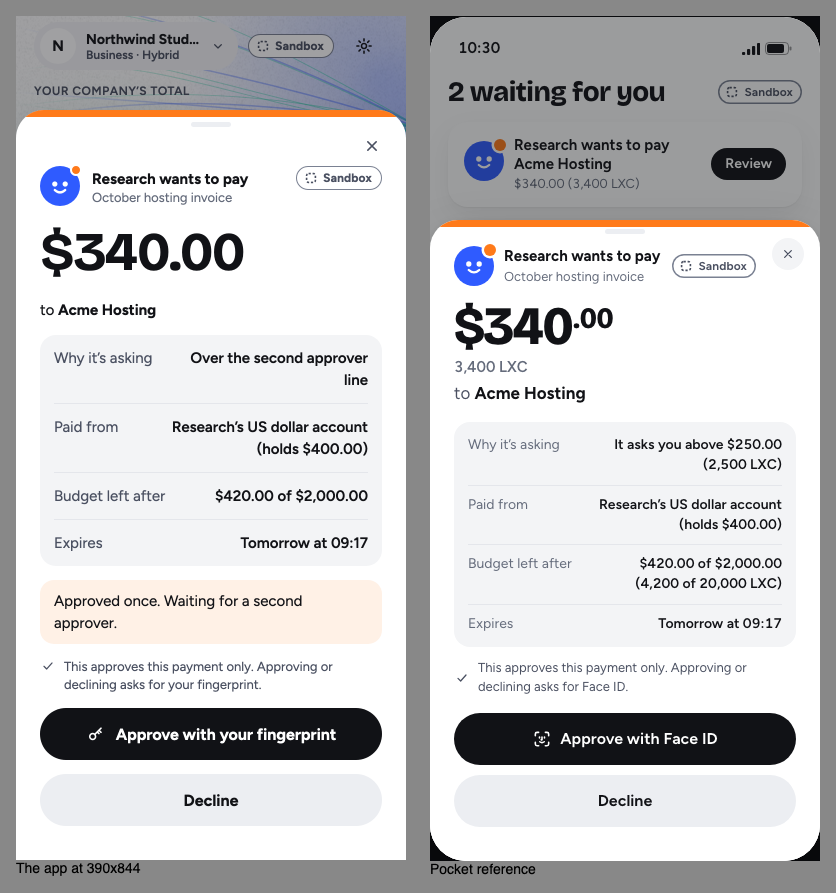 N
Northwind Stud...
Business · Hybrid
Sandbox
YOUR COMPANY'S TOTAL
Research wants to pay
October hosting invoice
Sandbox
$340.00
to Acme Hosting
Why it's asking
Over the second approver
line
Paid from
Research's US dollar account
(holds $400.00)
Budget left after
$420.00 of $2,000.00
Expires
Tomorrow at 09:17
Approved once. Waiting for a second
approver.
This approves this payment only. Approving or
declining asks for your fingerprint.
Approve with your fingerprint
Decline
The app at 390x844
10:30
2 waiting for you
Sandbox
Research wants to pay
Acme Hosting
$340.00 (3,400 LXC)
Review
Research wants to pay
October hosting invoice
Sandbox
$340.00
3,400 LXC
to Acme Hosting
Why it's asking
It asks you above $250.00
(2,500 LXC)
Paid from
Research's US dollar account
(holds $400.00)
Budget left after
$420.00 of $2,000.00
(4,200 of 20,000 LXC)
Expires
Tomorrow at 09:17
This approves this payment only. Approving or
declining asks for Face ID.
Approve with Face ID
Decline
Pocket reference